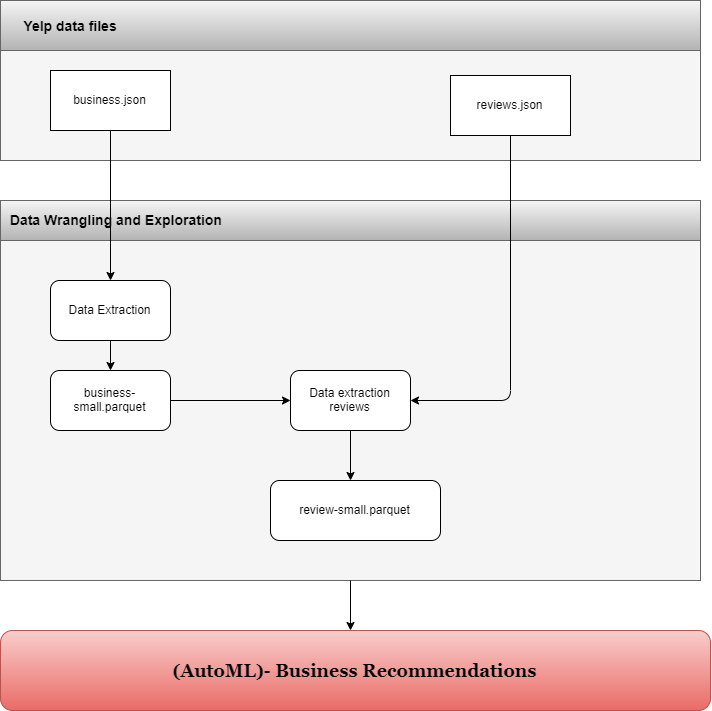 Yelp data files
business.json
reviews.json
Data Wrangling and Exploration
Data Extraction
business-
small.parquet
Data extraction
reviews
review-small.parquet
(AutoML)- Business Recommendations